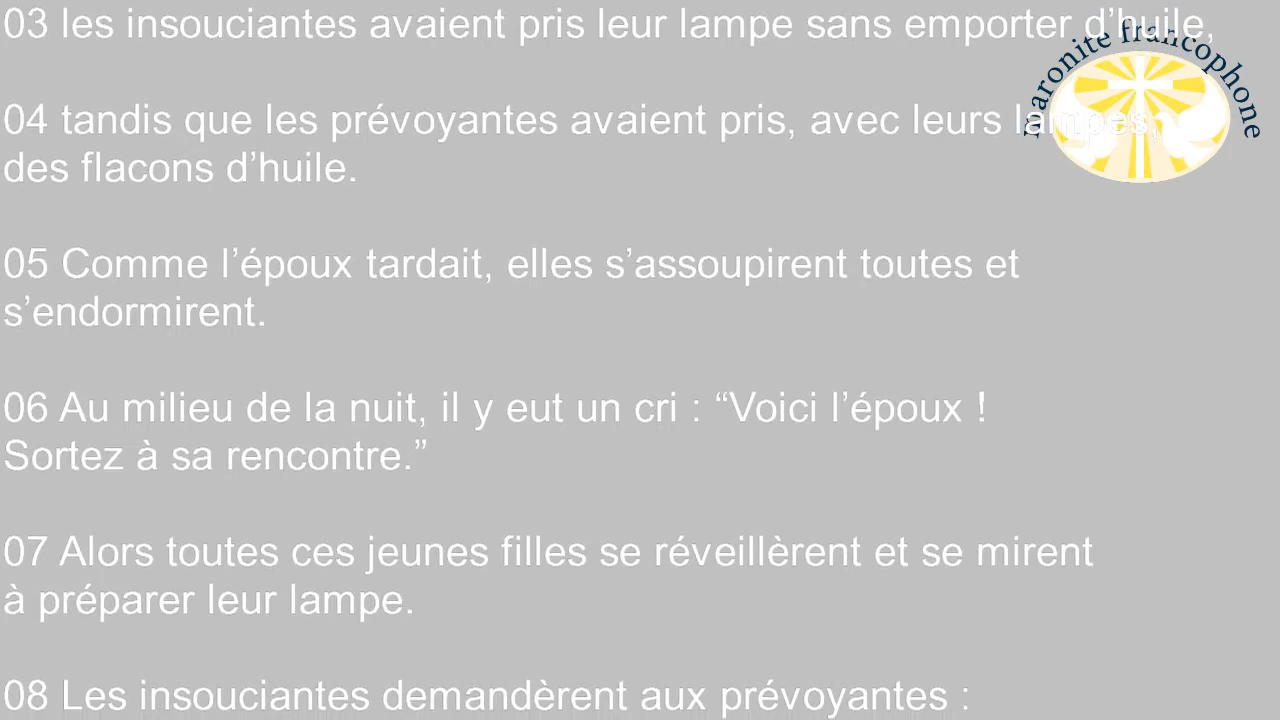 03 les insouciantes avaient pris leur lampe sans emporter d’huile,
maronite francophone
04 tandis que les prévoyantes avaient pris, avec leurs lampes,
des flacons d’huile.
05 Comme l’époux tardait, elles s’assoupirent toutes et
s’endormirent.
06 Au milieu de la nuit, il y eut un cri : “Voici l’époux !
Sortez à sa rencontre.”
07 Alors toutes ces jeunes filles se réveillèrent et se mirent
à préparer leur lampe.
08 Les insouciantes demandèrent aux prévoyantes :